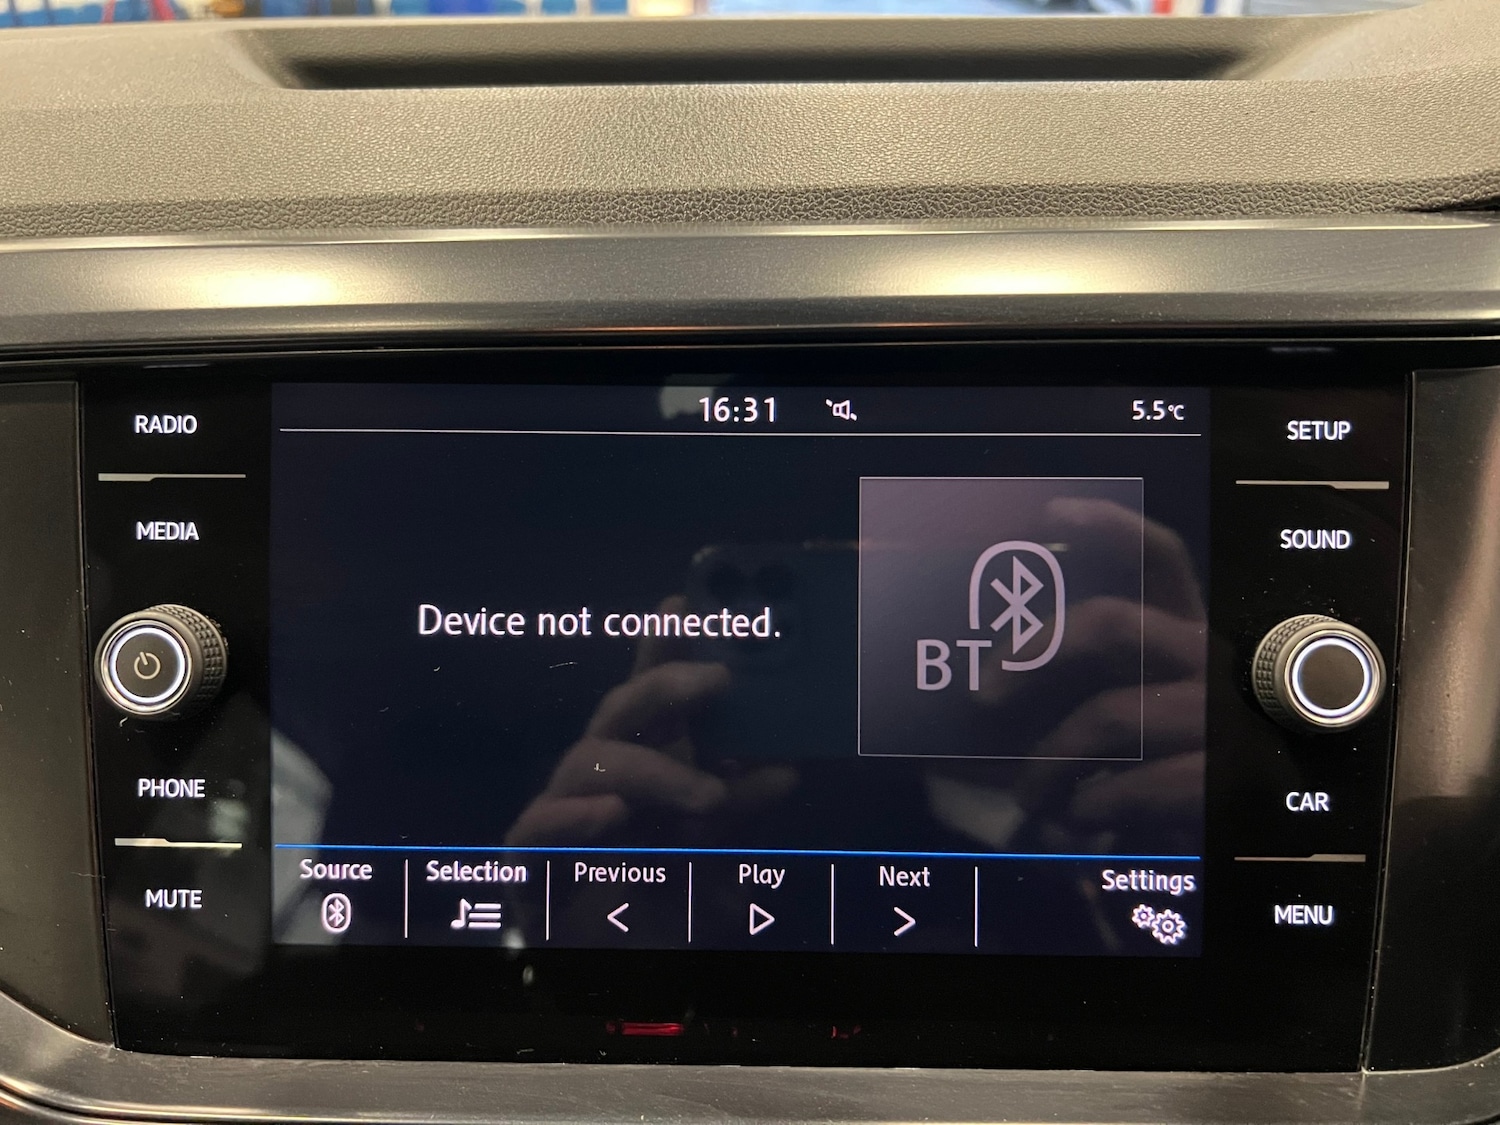 16:31
5.5°C
RADIO
MEDIA
PHONE
MUTE
Device not connected.
BT
SETUP
SOUND
CAR
MENU
Source
Selection
Previous
Play
Next
Settings